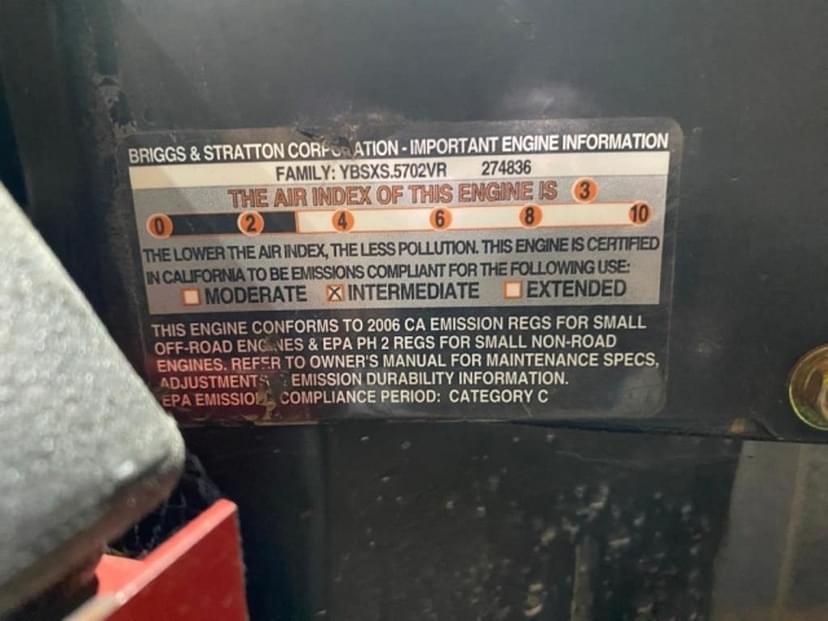 BRIGGS & STRATTON CORPORATION - IMPORTANT ENGINE INFORMATION
FAMILY: YBSXS.5702VR 274836
THE AIR INDEX OF THIS ENGINE IS 3
0 2 4 6 8 10
THE LOWER THE AIR INDEX, THE LESS POLLUTION. THIS ENGINE IS CERTIFIED
IN CALIFORNIA TO BE EMISSIONS COMPLIANT FOR THE FOLLOWING USE:
☐ MODERATE ☒ INTERMEDIATE ☐ EXTENDED
THIS ENGINE CONFORMS TO 2006 CA EMISSION REGS FOR SMALL
OFF-ROAD ENGINES & EPA PH 2 REGS FOR SMALL NON-ROAD
ENGINES. REFER TO OWNER'S MANUAL FOR MAINTENANCE SPECS,
ADJUSTMENTS EMISSION DURABILITY INFORMATION.
EPA EMISSION COMPLIANCE PERIOD: CATEGORY C